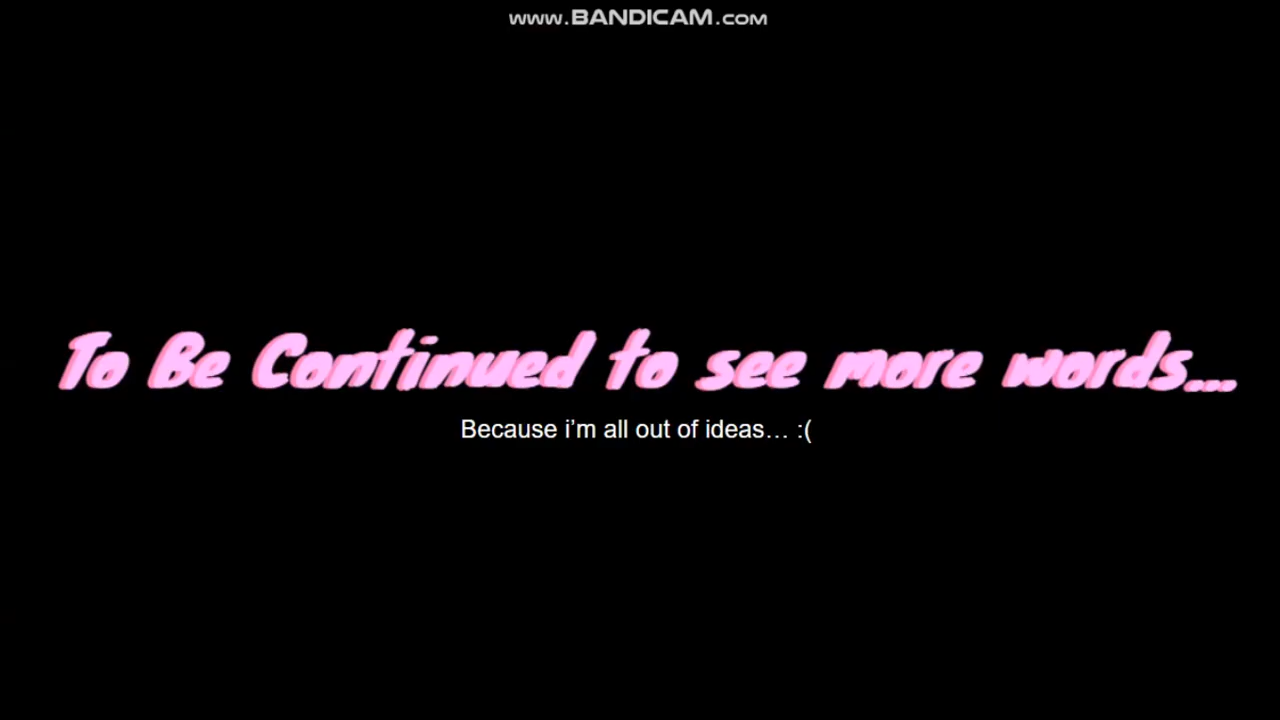 www.BANDICAM.com
To Be Continued to see more words...
Because i’m all out of ideas… :(